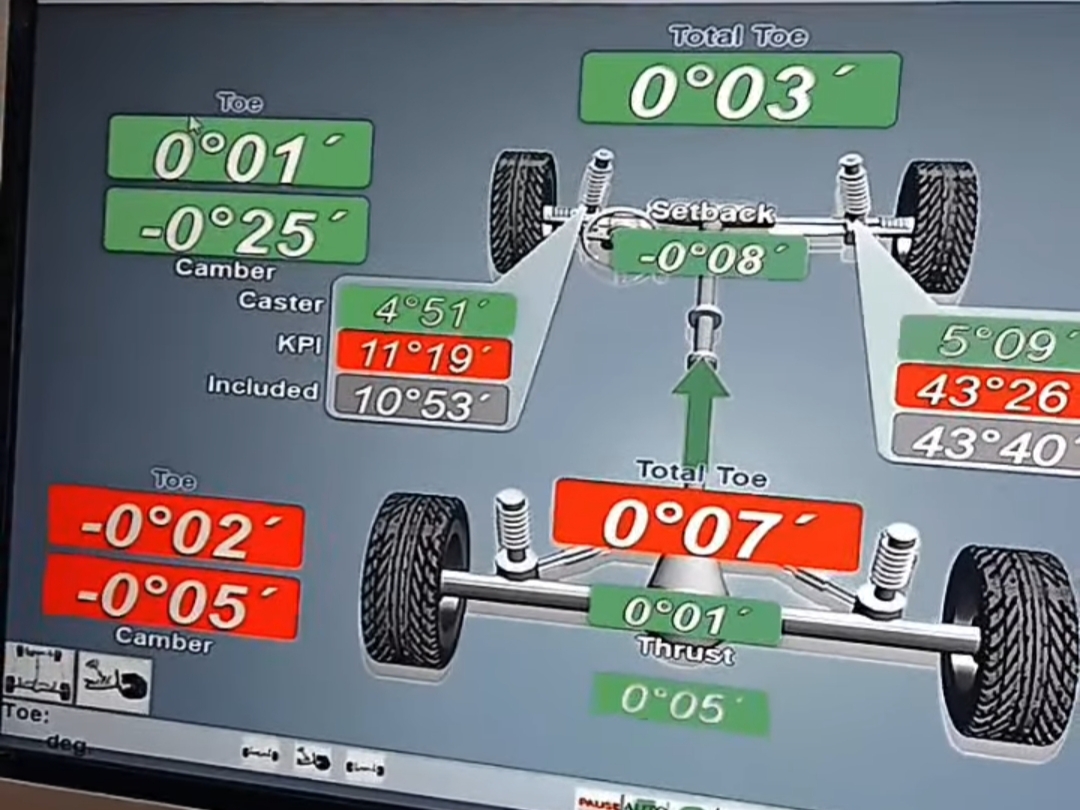 Total Toe
0°03´
Toe
0°01´
-0°25´
Camber
Setback
-0°08´
Caster 4°51´ 5°09´
KPI 11°19´ 43°26
Included 10°53´ 43°40´
Total Toe
0°07´
Toe
-0°02´
-0°05´
Camber
0°01´
Thrust
0°05´
Toe:
deg.
PAUSE AUTO